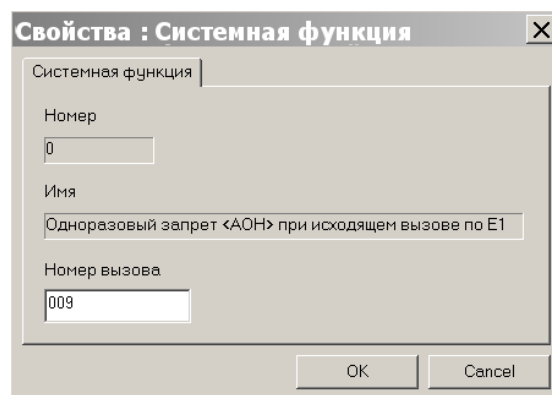 Свойства : Системная функция
Системная функция
Номер
0
Имя
Одноразовый запрет <АОН> при исходящем вызове по E1
Номер вызова
009
OK
Cancel